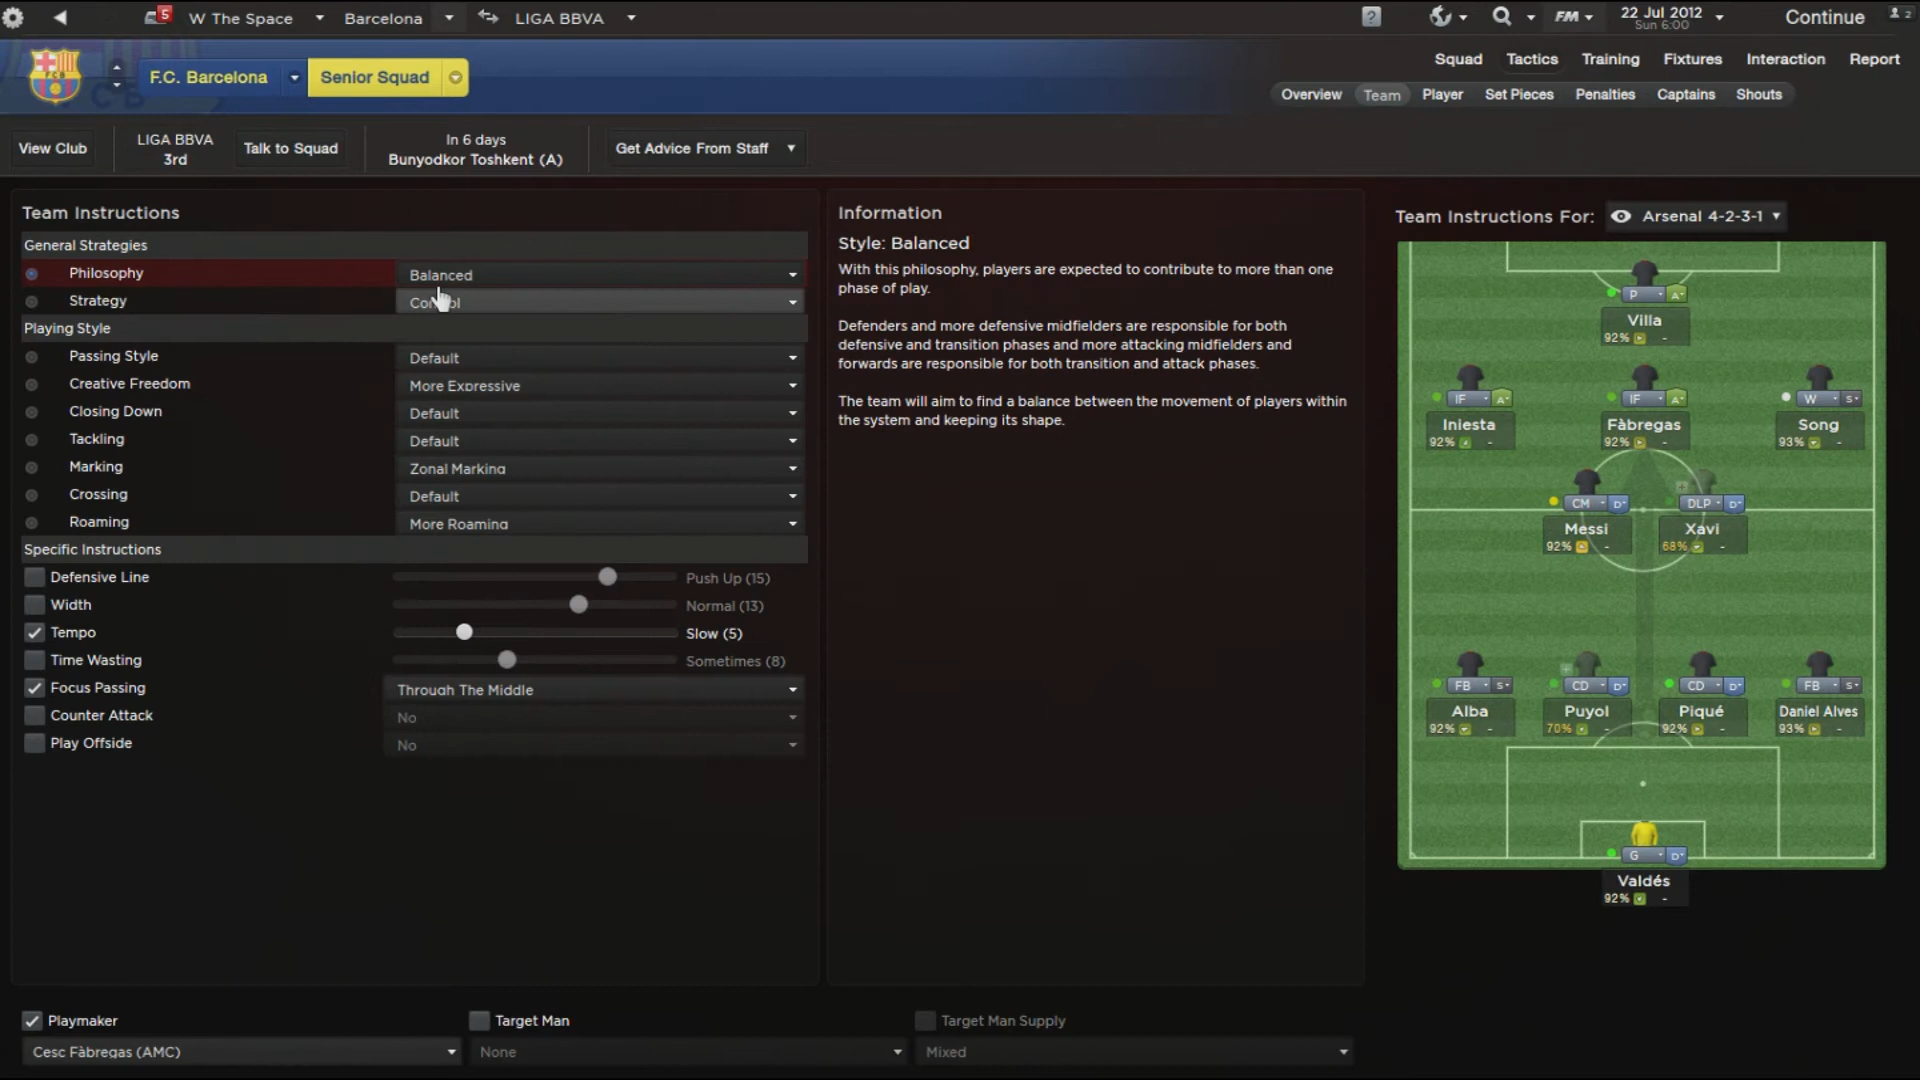 5 W The Space Barcelona LIGA BBVA ? FM 22 Jul 2012 Continue 2
Sun 6:00
F.C. Barcelona Senior Squad
Squad Tactics Training Fixtures Interaction Report
Overview Team Player Set Pieces Penalties Captains Shouts
View Club
LIGA BBVA
3rd
Talk to Squad
In 6 days
Bunyodkor Toshkent (A)
Get Advice From Staff
Team Instructions
General Strategies
Philosophy Balanced
Strategy Control
Playing Style
Passing Style Default
Creative Freedom More Expressive
Closing Down Default
Tackling Default
Marking Zonal Marking
Crossing Default
Roaming More Roaming
Specific Instructions
Defensive Line Push Up (15)
Width Normal (13)
Tempo Slow (5)
Time Wasting Sometimes (8)
Focus Passing Through The Middle
Counter Attack No
Play Offside No
Information
Style: Balanced
With this philosophy, players are expected to contribute to more than one
phase of play.
Defenders and more defensive midfielders are responsible for both
defensive and transition phases and more attacking midfielders and
forwards are responsible for both transition and attack phases.
The team will aim to find a balance between the movement of players within
the system and keeping its shape.
Team Instructions For: Arsenal 4-2-3-1
P A
Villa
92% -
IF A IF A W S
Iniesta Fàbregas Song
92% - 92% - 93% -
CM D DLP D
Messi Xavi
92% - 68% -
FB S CD D CD D FB S
Alba Puyol Piqué Daniel Alves
92% - 70% - 92% - 93% -
G D
Valdés
92% -
Playmaker Target Man Target Man Supply
Cesc Fàbregas (AMC) None Mixed